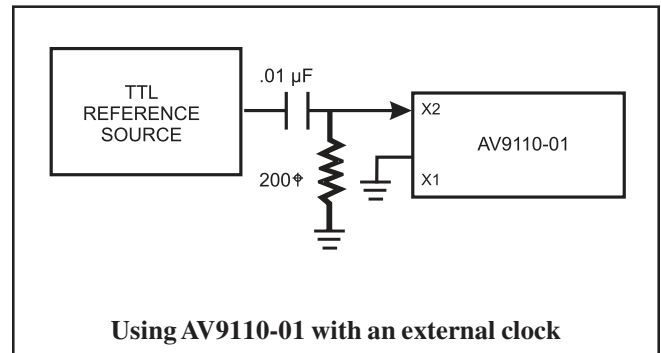 .01 µF
TTL
REFERENCE
SOURCE
X2
AV9110-01
200⌖
X1
Using AV9110-01 with an external clock